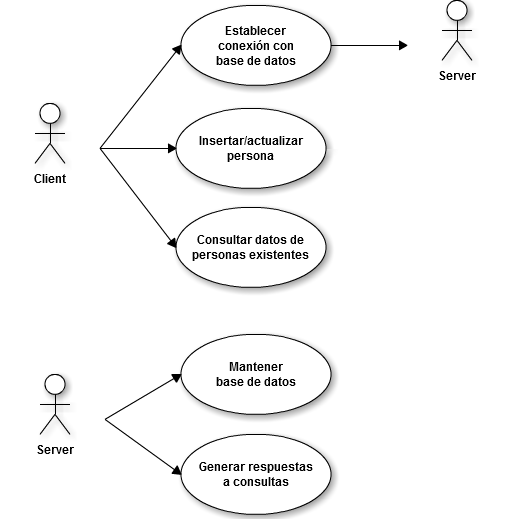 Establecer
conexión con
base de datos
Server
Client
Insertar/actualizar
persona
Consultar datos de
personas existentes
Server
Mantener
base de datos
Generar respuestas
a consultas